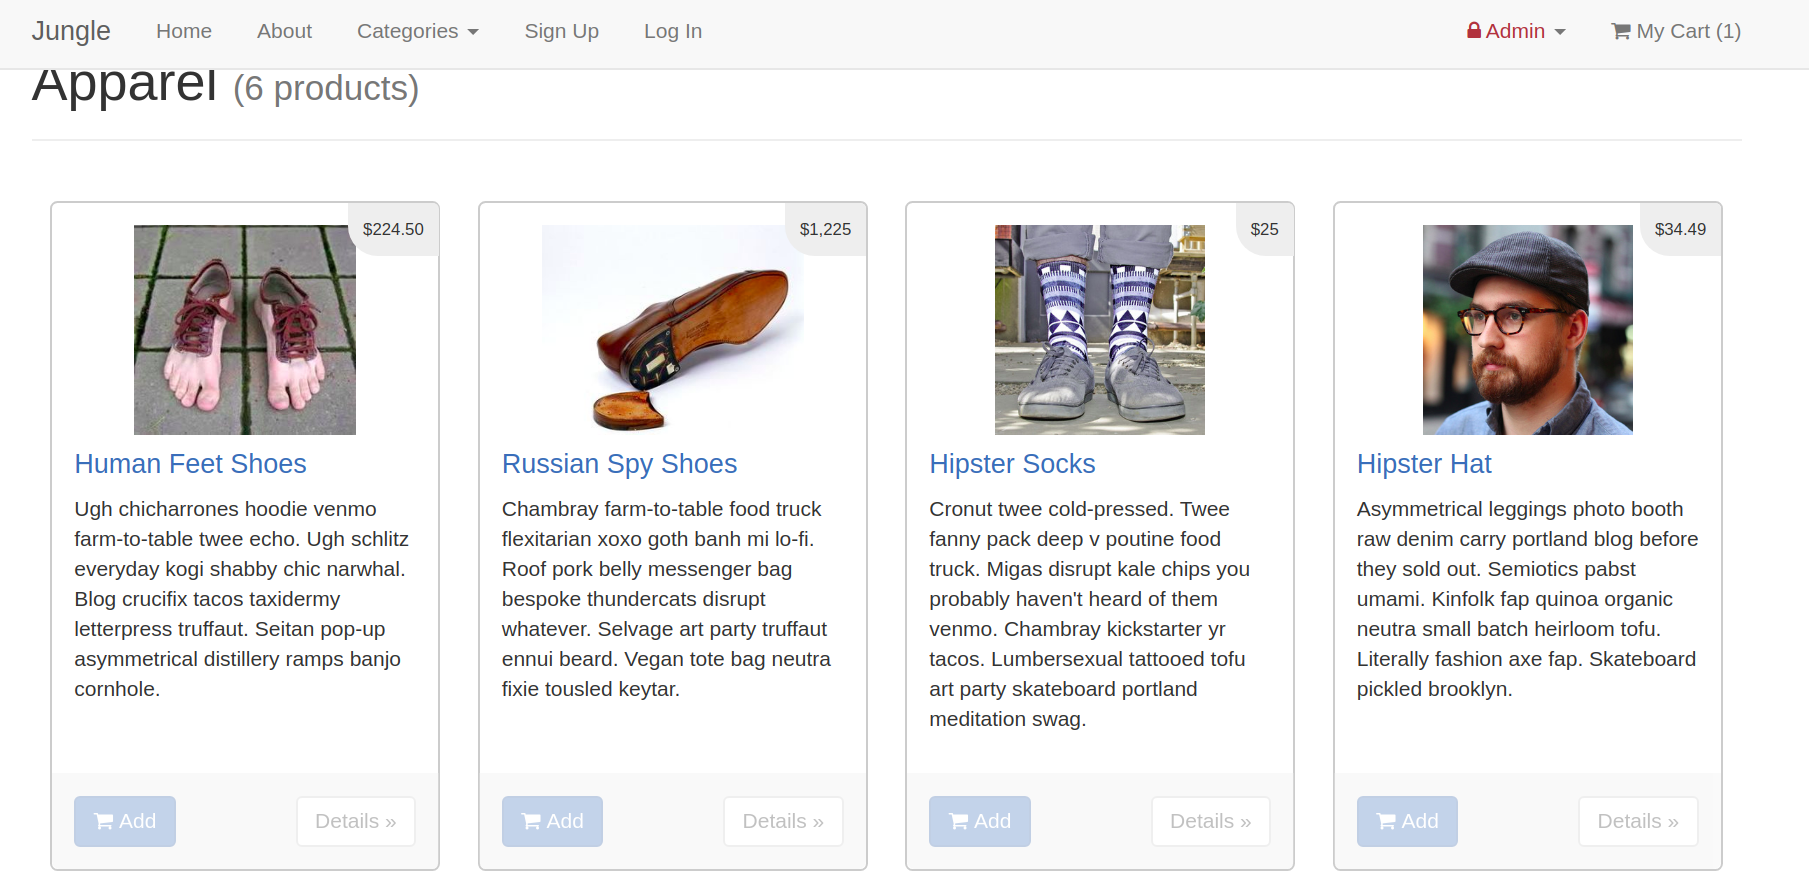 Jungle Home About Categories Sign Up Log In Admin My Cart (1)
Apparel (6 products)
$224.50
Human Feet Shoes
Ugh chicharrones hoodie venmo
farm-to-table twee echo. Ugh schlitz
everyday kogi shabby chic narwhal.
Blog crucifix tacos taxidermy
letterpress truffaut. Seitan pop-up
asymmetrical distillery ramps banjo
cornhole.
Add Details »
$1,225
Russian Spy Shoes
Chambray farm-to-table food truck
flexitarian xoxo goth banh mi lo-fi.
Roof pork belly messenger bag
bespoke thundercats disrupt
whatever. Selvage art party truffaut
ennui beard. Vegan tote bag neutra
fixie tousled keytar.
Add Details »
$25
Hipster Socks
Cronut twee cold-pressed. Twee
fanny pack deep v poutine food
truck. Migas disrupt kale chips you
probably haven't heard of them
venmo. Chambray kickstarter yr
tacos. Lumbersexual tattooed tofu
art party skateboard portland
meditation swag.
Add Details »
$34.49
Hipster Hat
Asymmetrical leggings photo booth
raw denim carry portland blog before
they sold out. Semiotics pabst
umami. Kinfolk fap quinoa organic
neutra small batch heirloom tofu.
Literally fashion axe fap. Skateboard
pickled brooklyn.
Add Details »